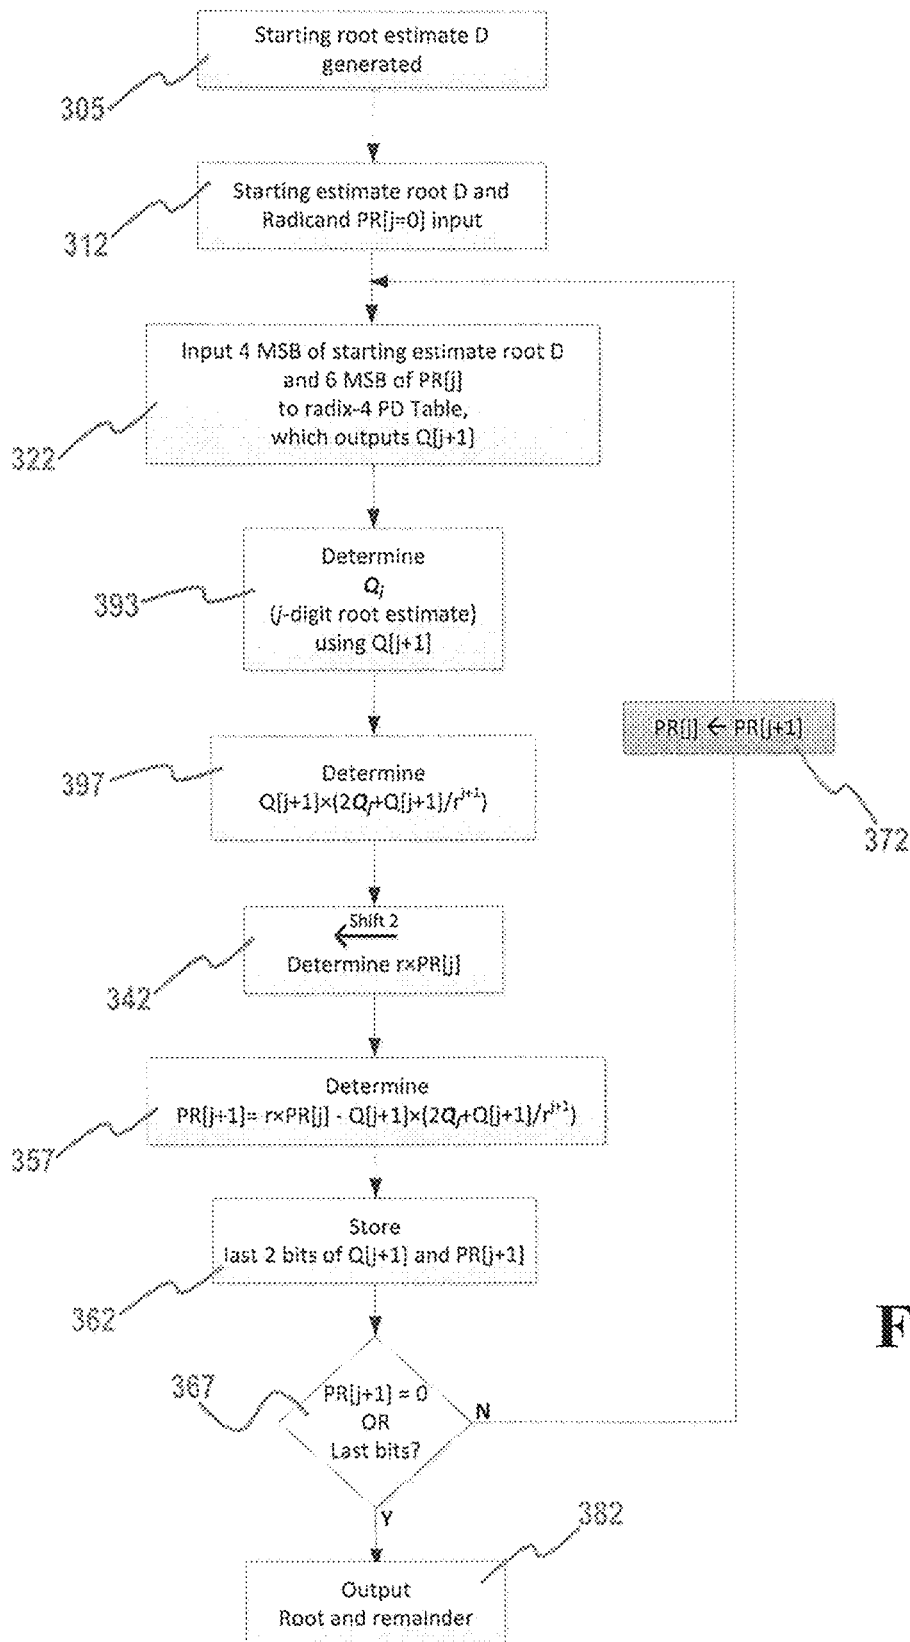 Starting root estimate D
generated
305
Starting estimate root D and
Radicand PR[j=0] input
312
Input 4 MSB of starting estimate root D
and 6 MSB of PR[j]
to radix-4 PD Table,
which outputs Q[j+1]
322
Determine
Qj
(j-digit root estimate)
using Q[j+1]
393
PR[j] ← PR[j+1]
372
Determine
Q[j+1]×(2Qj+Q[j+1]/r^j+1)
397
Shift 2
Determine r×PR[j]
342
Determine
PR[j+1]= r×PR[j] - Q[j+1]×(2Qj+Q[j+1]/r^j+1)
357
Store
last 2 bits of Q[j+1] and PR[j+1]
362
F
367
PR[j+1] = 0
OR
Last bits?
N
Y
382
Output
Root and remainder